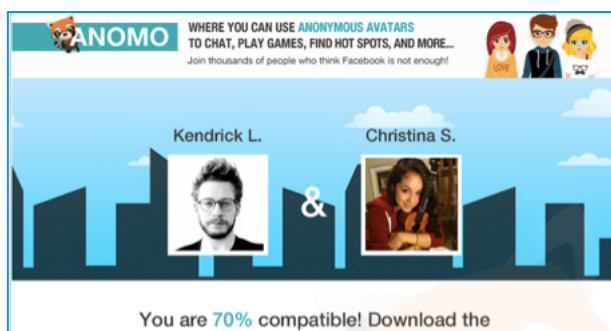 ANOMO
WHERE YOU CAN USE ANONYMOUS AVATARS
TO CHAT, PLAY GAMES, FIND HOT SPOTS, AND MORE...
Join thousands of people who think Facebook is not enough!
LOVE
Kendrick L.
Christina S.
&
You are 70% compatible! Download the